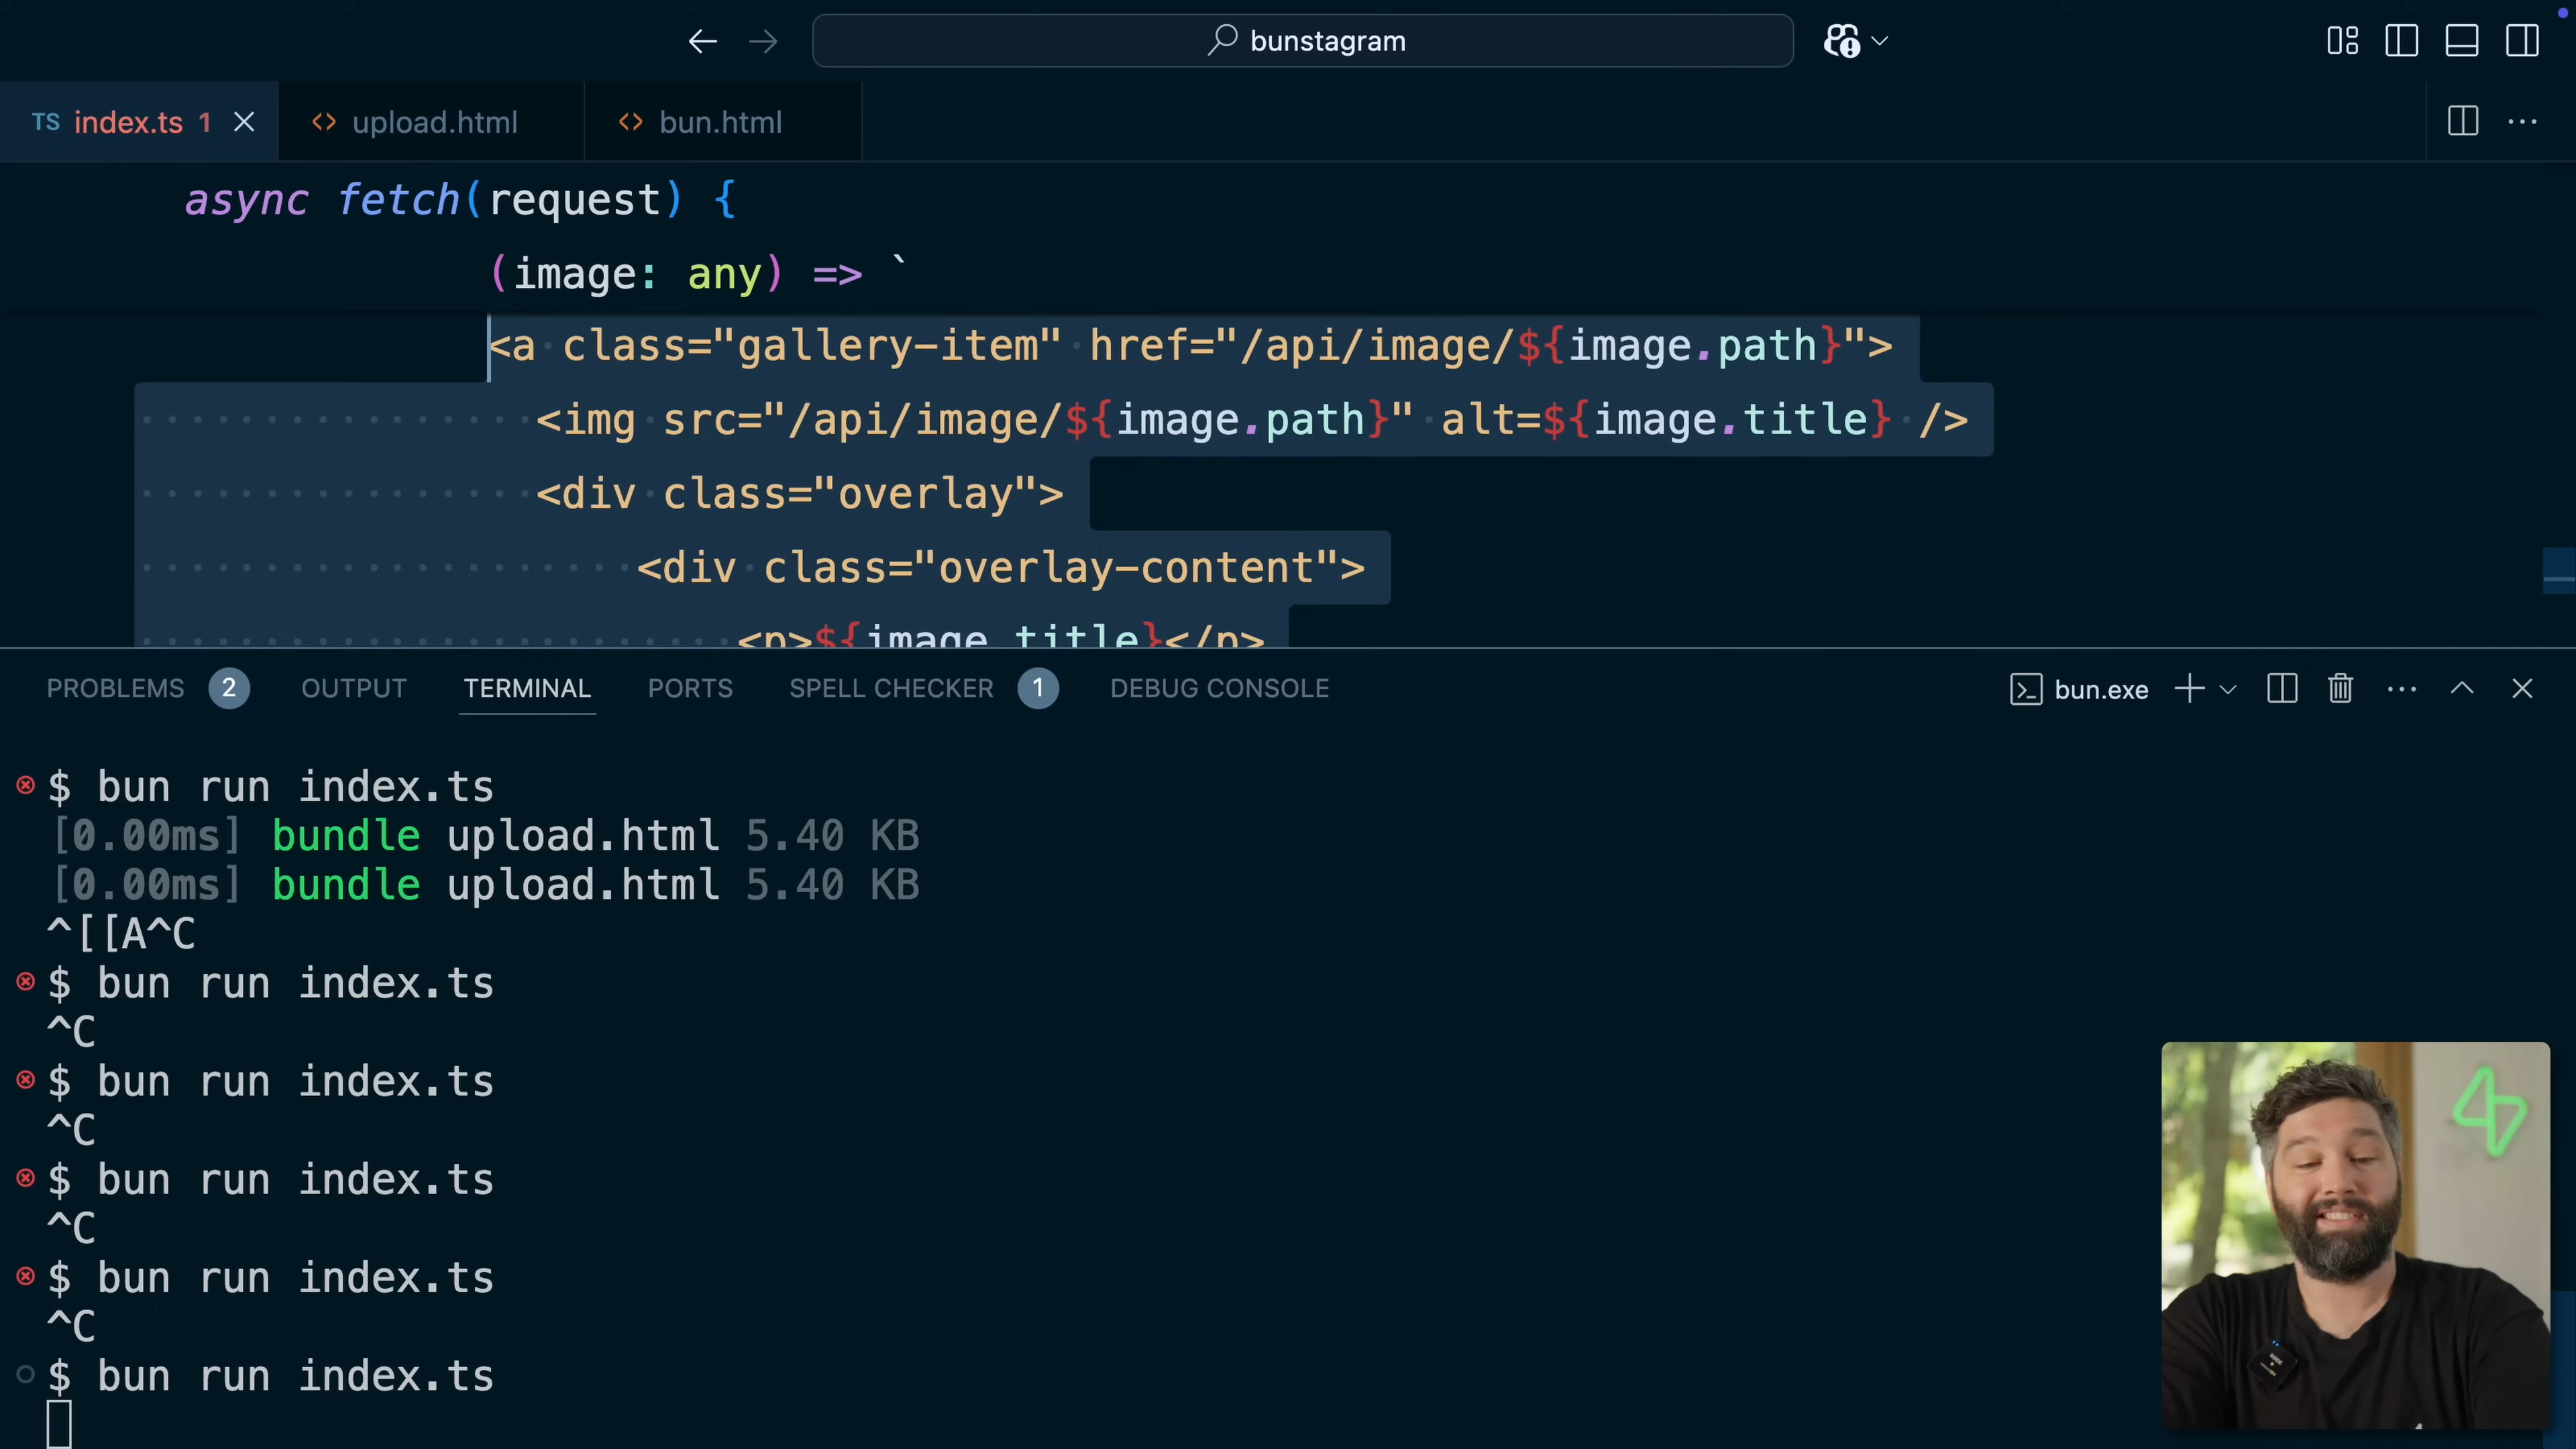 bunstagram
TS index.ts 1
<> upload.html
<> bun.html
async fetch(request) {
(image: any) => `
<a class="gallery-item" href="/api/image/${image.path}">
<img src="/api/image/${image.path}" alt=${image.title} />
<div class="overlay">
<div class="overlay-content">
<p>${image.title}</p>
PROBLEMS 2 OUTPUT TERMINAL PORTS SPELL CHECKER 1 DEBUG CONSOLE bun.exe
$ bun run index.ts
[0.00ms] bundle upload.html 5.40 KB
[0.00ms] bundle upload.html 5.40 KB
^[[A^C
$ bun run index.ts
^C
$ bun run index.ts
^C
$ bun run index.ts
^C
$ bun run index.ts
^C
$ bun run index.ts